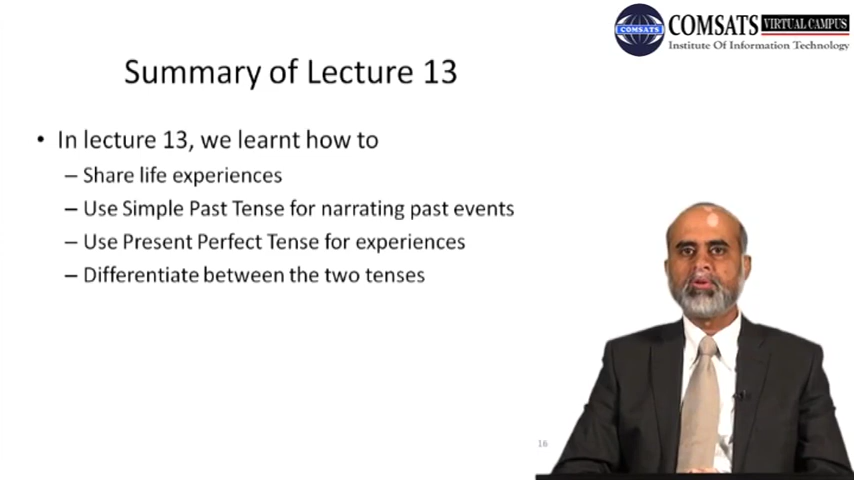 COMSATS VIRTUAL CAMPUS
COMSATS
Institute Of Information Technology
Summary of Lecture 13
• In lecture 13, we learnt how to
– Share life experiences
– Use Simple Past Tense for narrating past events
– Use Present Perfect Tense for experiences
– Differentiate between the two tenses
16